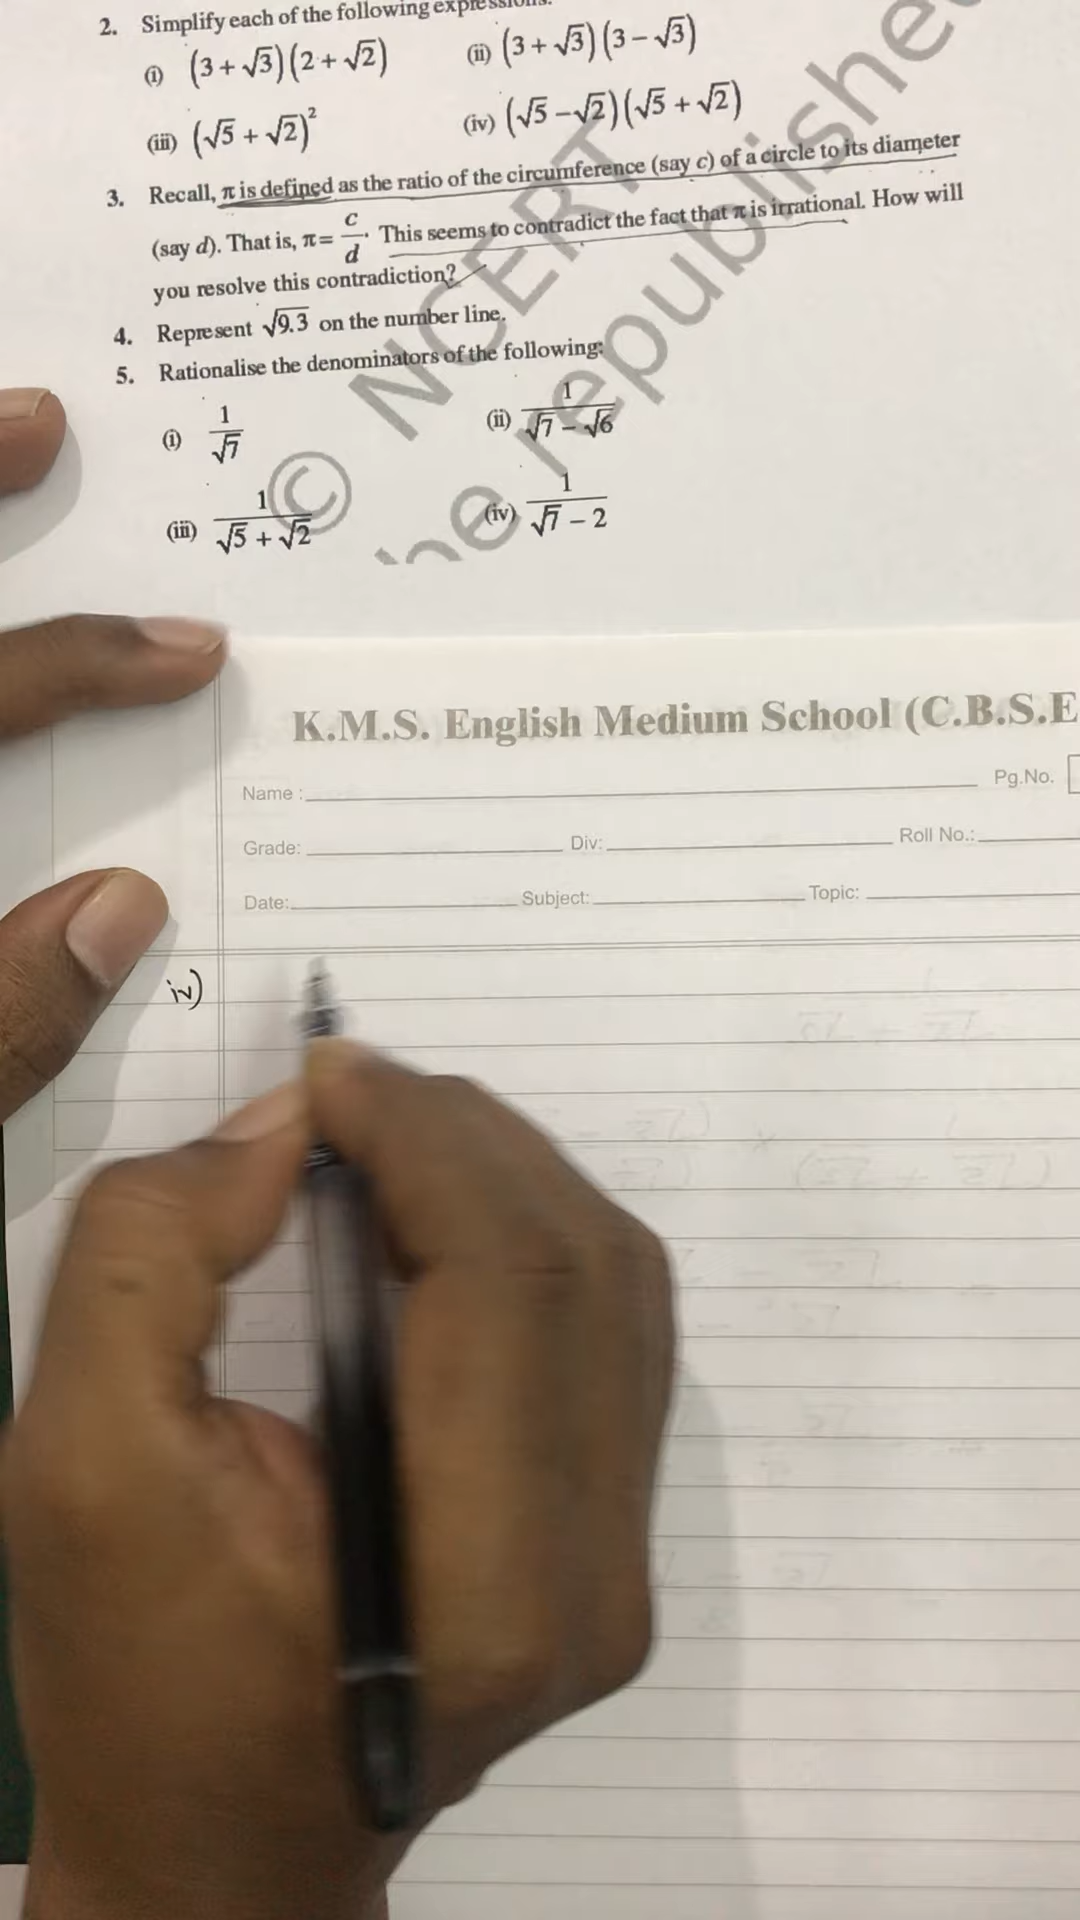 2. Simplify each of the following expressions.
(i) (3 + √3)(2 + √2) (ii) (3 + √3)(3 − √3)
(iii) (√5 + √2)² (iv) (√5 − √2)(√5 + √2)
3. Recall, π is defined as the ratio of the circumference (say c) of a circle to its diameter
(say d). That is, π = c/d. This seems to contradict the fact that π is irrational. How will
you resolve this contradiction?
4. Represent √9.3 on the number line.
5. Rationalise the denominators of the following:
(i) 1/√7 (ii) 1/(√7 − √6)
(iii) 1/(√5 + √2) (iv) 1/(√7 − 2)
© NCERT
he republishe
K.M.S. English Medium School (C.B.S.E
Name : Pg.No.
Grade: Div: Roll No.:
Date: Subject: Topic:
iv)